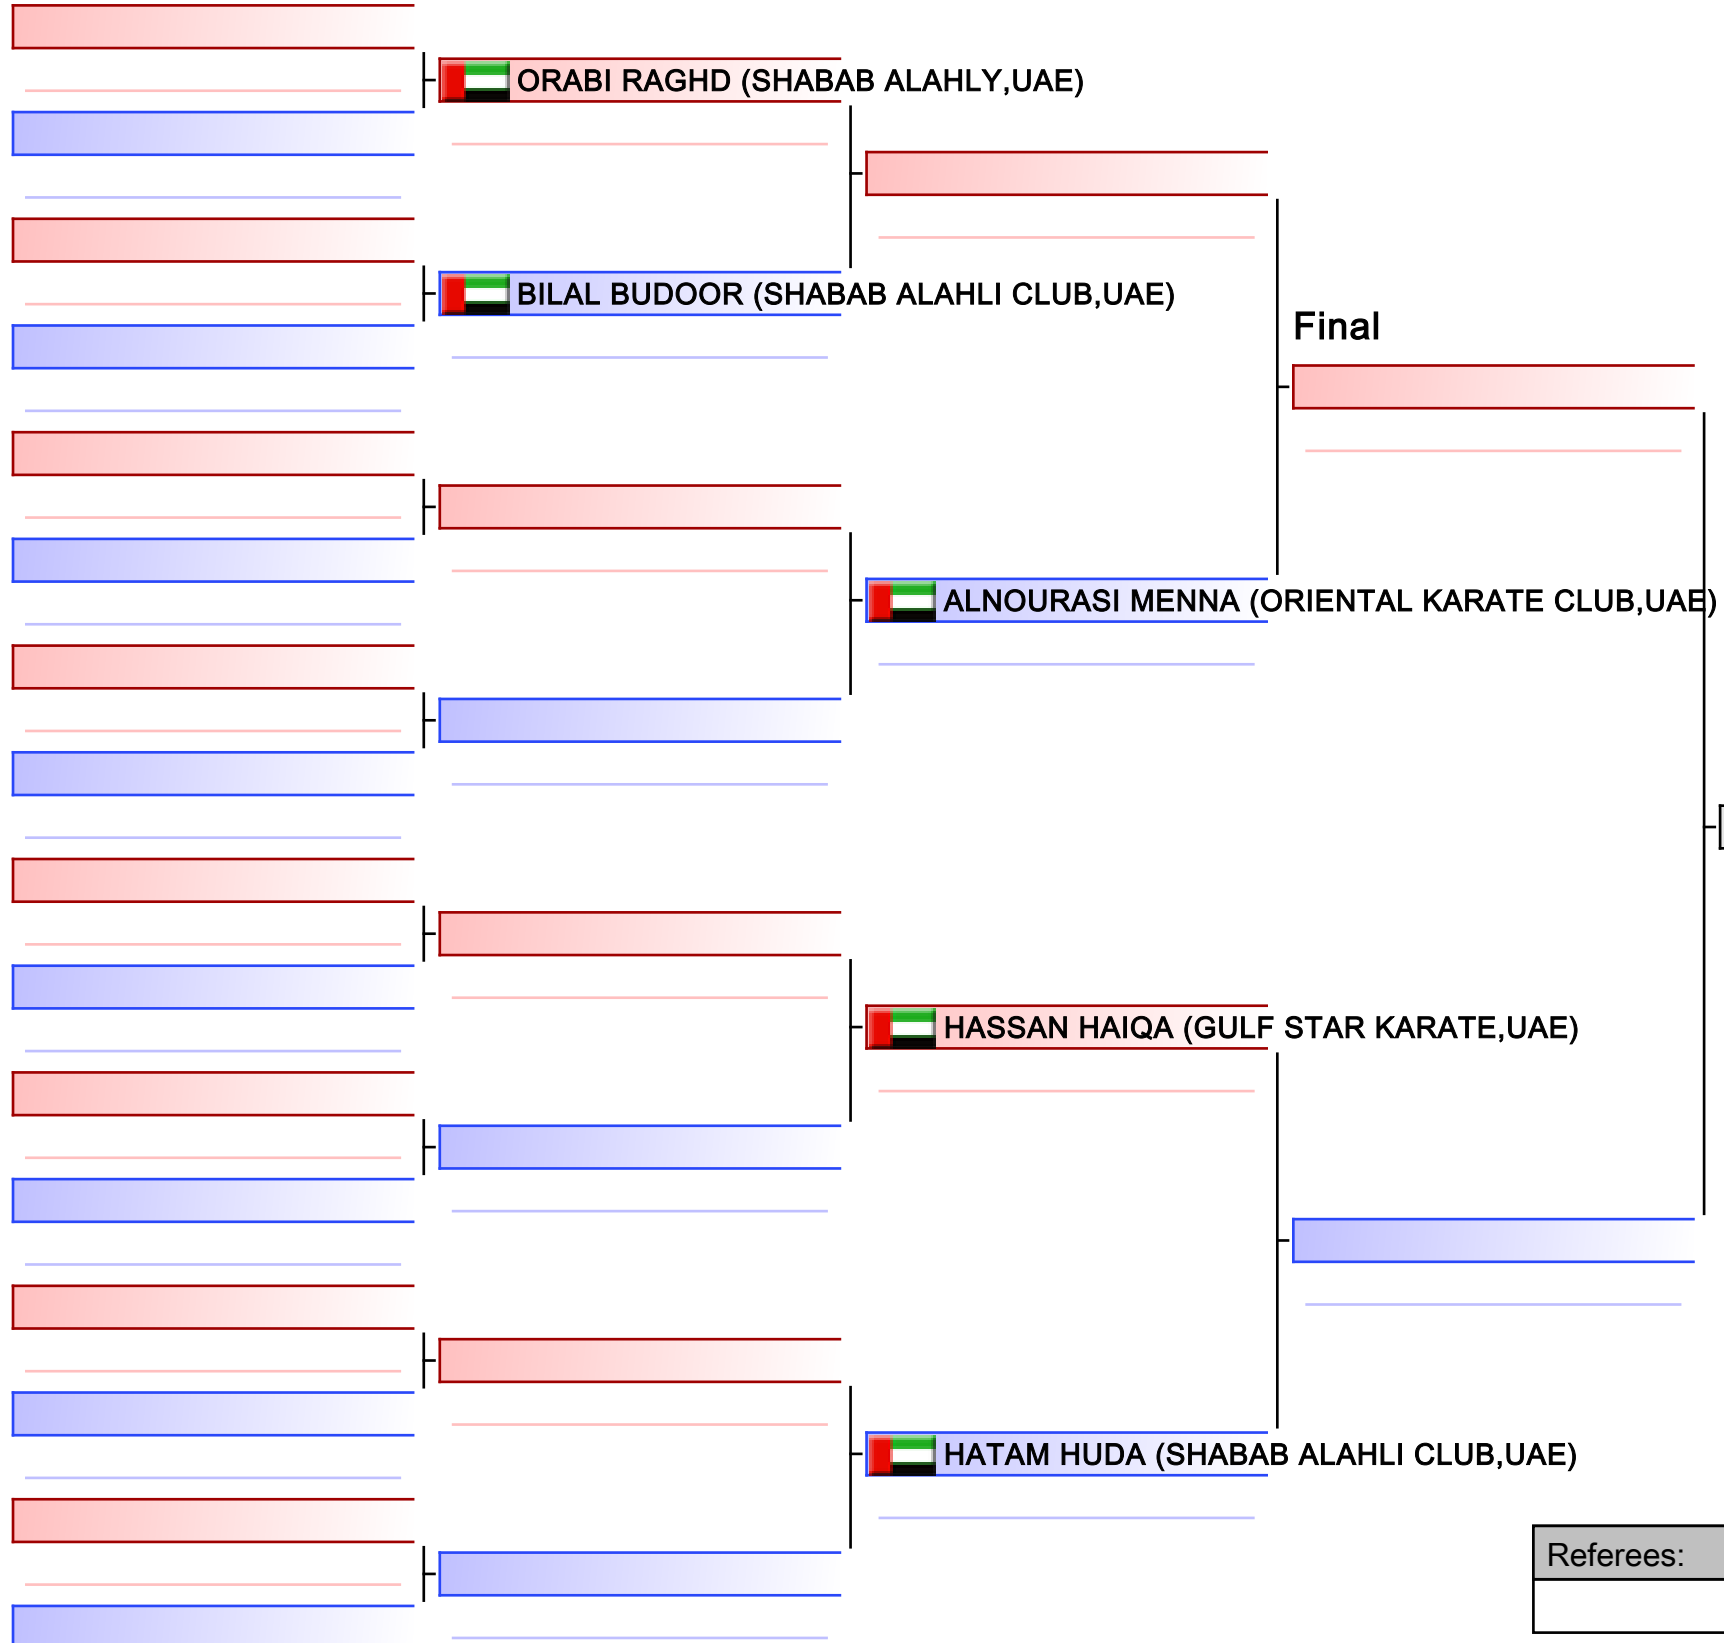 ORABI RAGHD (SHABAB ALAHLY,UAE)
BILAL BUDOOR (SHABAB ALAHLI CLUB,UAE)
Final
ALNOURASI MENNA (ORIENTAL KARATE CLUB,UAE)
HASSAN HAIQA (GULF STAR KARATE,UAE)
HATAM HUDA (SHABAB ALAHLI CLUB,UAE)
Referees: